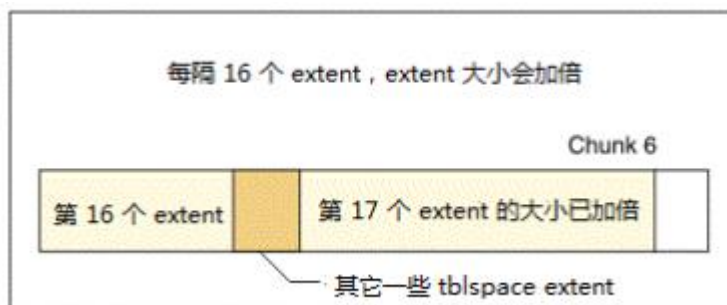 每隔 16 个 extent，extent 大小会加倍
Chunk 6
第 16 个 extent
第 17 个 extent 的大小已加倍
其它一些 tblspace extent